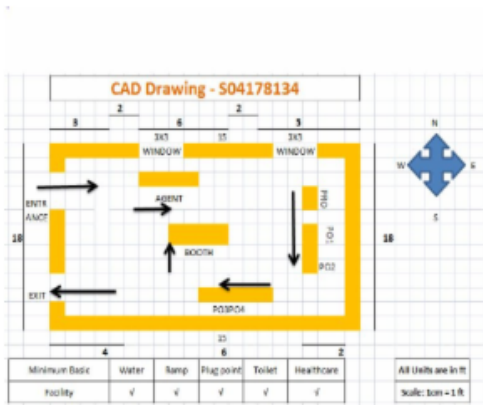 CAD Drawing - S04178134
2 2
3 6 3
3X3 15 3X3
WINDOW WINDOW
N
W E
S
ENTR
ANCE
AGENT
PRO
PO1
PO2
18 18
BOOTH
EXIT
PO3PO4
15
4 6 2
Minimum Basic Water Ramp Plug point Toilet Healthcare
Facility √ √ √ √ √
All Units are in ft
Scale: 1cm = 1 ft